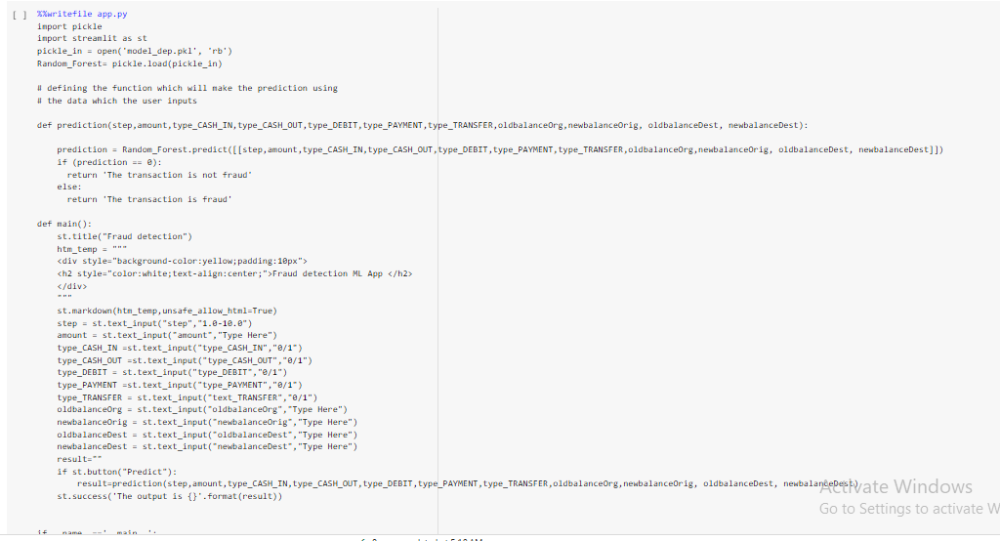 [ ] %%writefile app.py
import pickle
import streamlit as st
pickle_in = open('model_dep.pkl', 'rb')
Random_Forest= pickle.load(pickle_in)
# defining the function which will make the prediction using
# the data which the user inputs
def prediction(step,amount,type_CASH_IN,type_CASH_OUT,type_DEBIT,type_PAYMENT,type_TRANSFER,oldbalanceOrg,newbalanceOrig, oldbalanceDest, newbalanceDest):
prediction = Random_Forest.predict([[step,amount,type_CASH_IN,type_CASH_OUT,type_DEBIT,type_PAYMENT,type_TRANSFER,oldbalanceOrg,newbalanceOrig, oldbalanceDest, newbalanceDest]])
if (prediction == 0):
return 'The transaction is not fraud'
else:
return 'The transaction is fraud'
def main():
st.title("Fraud detection")
htm_temp = """
<div style="background-color:yellow;padding:10px">
<h2 style="color:white;text-align:center;">Fraud detection ML App </h2>
</div>
"""
st.markdown(htm_temp,unsafe_allow_html=True)
step = st.text_input("step","1.0-10.0")
amount = st.text_input("amount","Type Here")
type_CASH_IN =st.text_input("type_CASH_IN","0/1")
type_CASH_OUT =st.text_input("type_CASH_OUT","0/1")
type_DEBIT = st.text_input("type_DEBIT","0/1")
type_PAYMENT =st.text_input("type_PAYMENT","0/1")
type_TRANSFER = st.text_input("text_TRANSFER","0/1")
oldbalanceOrg = st.text_input("oldbalanceOrg","Type Here")
newbalanceOrig = st.text_input("newbalanceOrig","Type Here")
oldbalanceDest = st.text_input("oldbalanceDest","Type Here")
newbalanceDest = st.text_input("newbalanceDest","Type Here")
result=""
if st.button("Predict"):
result=prediction(step,amount,type_CASH_IN,type_CASH_OUT,type_DEBIT,type_PAYMENT,type_TRANSFER,oldbalanceOrg,newbalanceOrig, oldbalanceDest, newbalanceDest)
st.success('The output is {}'.format(result))
Activate Windows
Go to Settings to activate W